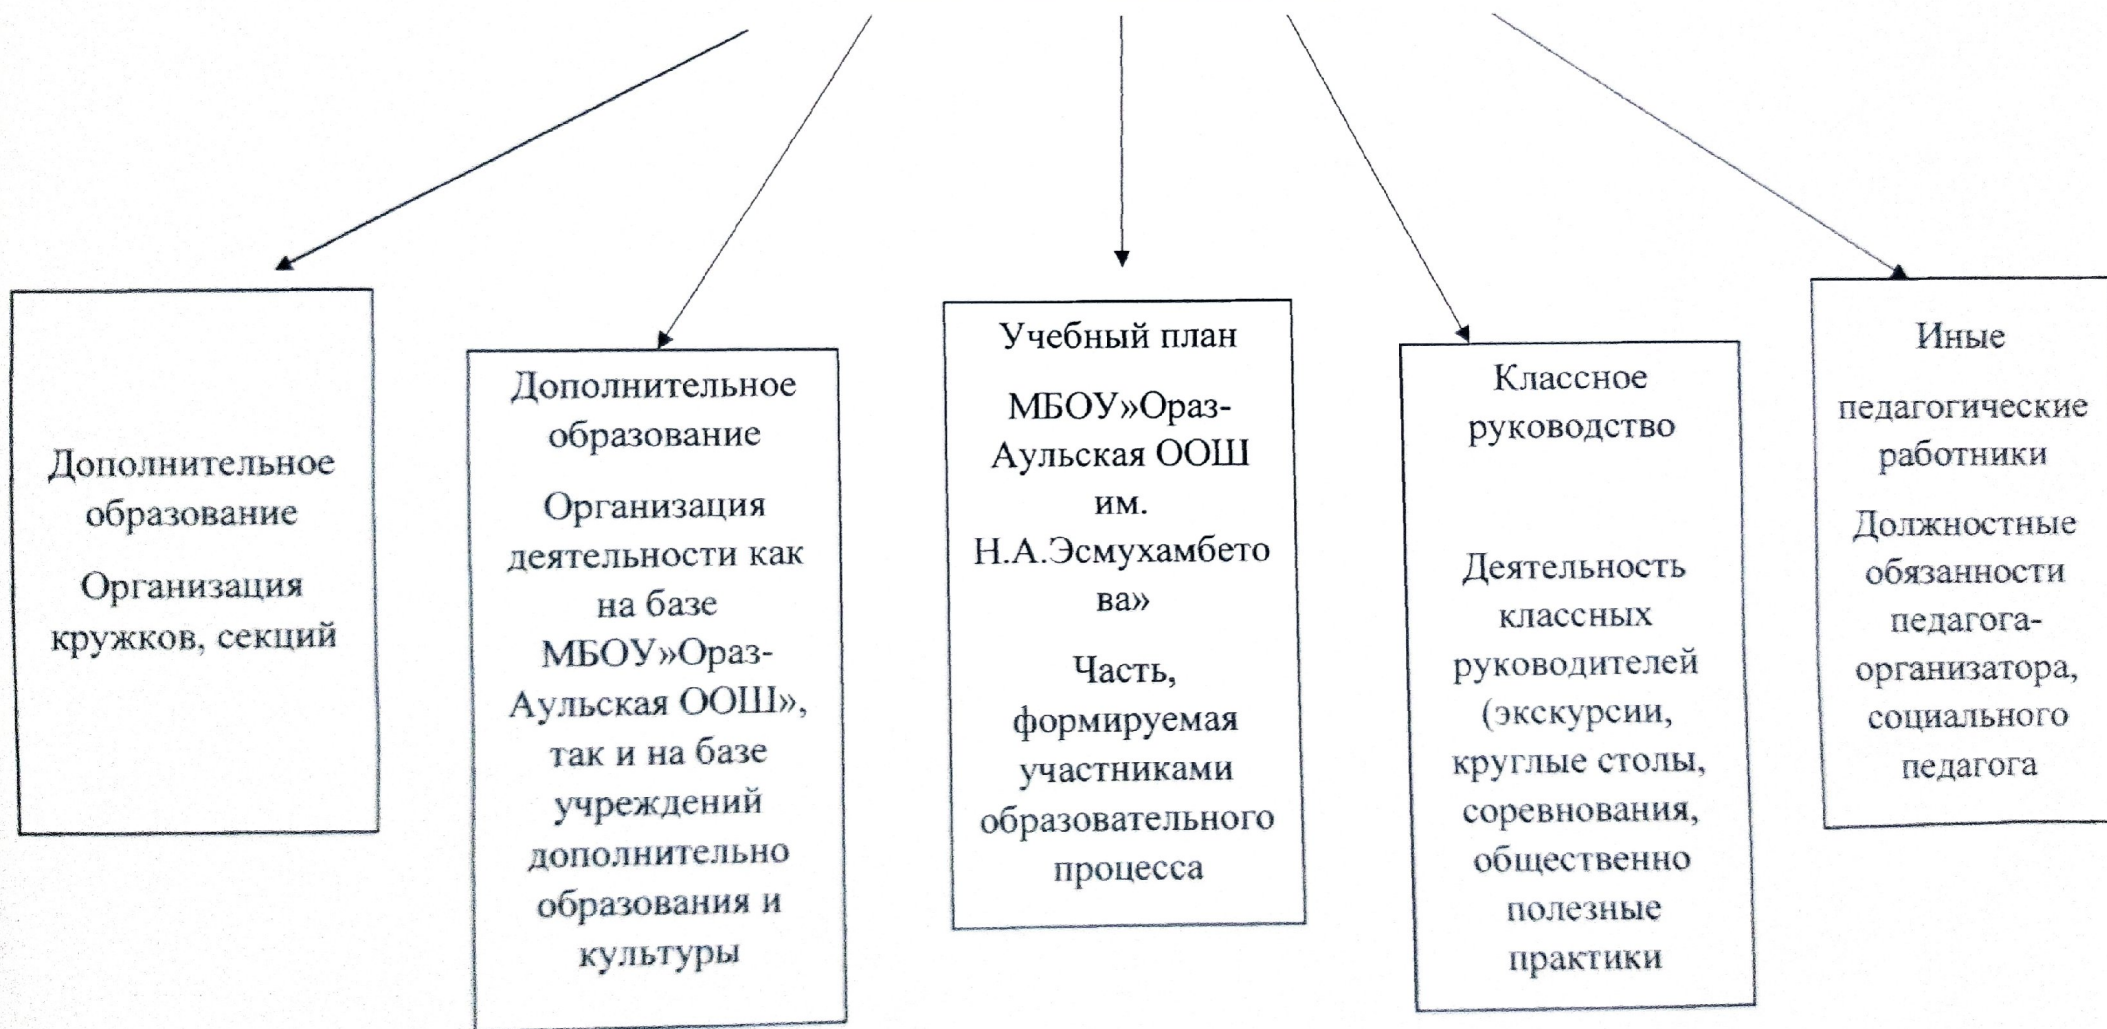 Дополнительное
образование
Организация
кружков, секций
Дополнительное
образование
Организация
деятельности как
на базе
МБОУ»Ораз-
Аульская ООШ»,
так и на базе
учреждений
дополнительно
образования и
культуры
Учебный план
МБОУ»Ораз-
Аульская ООШ
им.
Н.А.Эсмухамбето
ва»
Часть,
формируемая
участниками
образовательного
процесса
Классное
руководство
Деятельность
классных
руководителей
(экскурсии,
круглые столы,
соревнования,
общественно
полезные
практики
Иные
педагогические
работники
Должностные
обязанности
педагога-
организатора,
социального
педагога